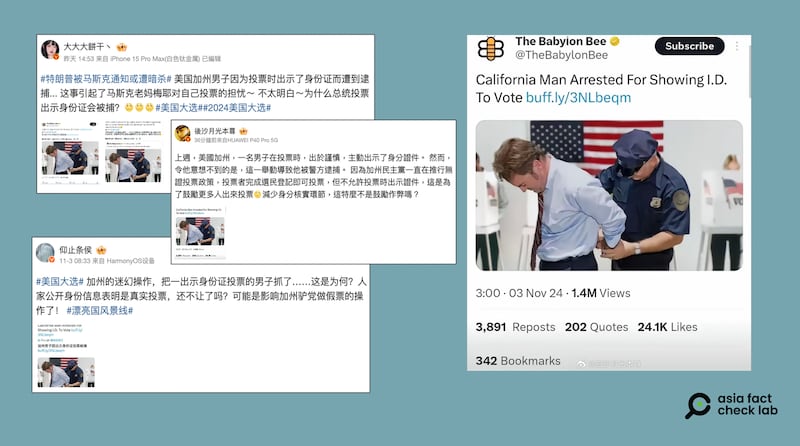 大大大餅干丶
昨天 14:53 来自 iPhone 15 Pro Max(白色钛金属) 已编辑
#特朗普被马斯克通知或遭暗杀# 美国加州男子因为投票时出示了身份证而遭到逮
捕... 这事引起了马斯克老妈梅耶对自己投票的担忧～ 不太明白～为什么总统投票
出示身份证会被捕？ #美国大选##2024美国大选#
後沙月光本尊
36分鐘前來自HUAWEI P40 Pro 5G
上週，美國加州，一名男子在投票時，出於謹慎，主動出示了身分證件。 然而，
令他意想不到的是，這一舉動導致他被警方逮捕。 因為加州民主黨一直在推行無
證投票政策，投票者完成選民登記即可投票，但不允許投票時出示證件，這是為
了鼓勵更多人出來投票 減少身分核實環節，這特麼不是鼓勵作弊嗎？
仰止条侯
11-3 08:33 来自 HarmonyOS设备
#美国大选# 加州的迷幻操作，把一出示身份证投票的男子抓了......这是为何？人
家公开身份信息表明是真实投票，还不让了吗？可能是影响加州驴党做假票的操
作了！ #漂亮国风景线#
The Babylon Bee
@TheBabylonBee
Subscribe
California Man Arrested For Showing I.D.
To Vote buff.ly/3NLbeqm
3:00 · 03 Nov 24 · 1.4M Views
3,891 Reposts 202 Quotes 24.1K Likes
342 Bookmarks
asia fact
check lab